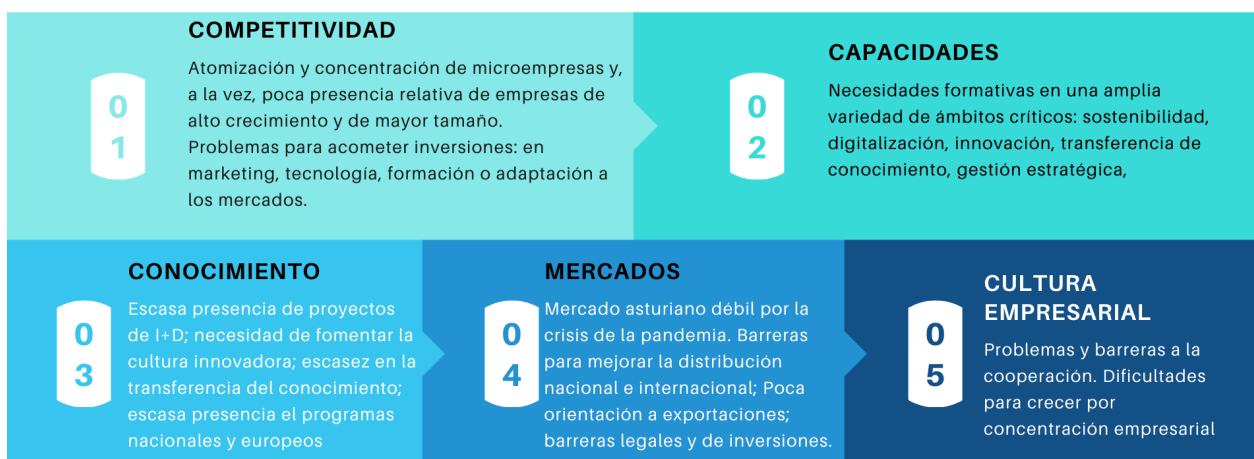 COMPETITIVIDAD
0
1
Atomización y concentración de microempresas y,
a la vez, poca presencia relativa de empresas de
alto crecimiento y de mayor tamaño.
Problemas para acometer inversiones: en
marketing, tecnología, formación o adaptación a
los mercados.
CAPACIDADES
0
2
Necesidades formativas en una amplia
variedad de ámbitos críticos: sostenibilidad,
digitalización, innovación, transferencia de
conocimiento, gestión estratégica,
CONOCIMIENTO
0
3
Escasa presencia de proyectos
de I+D; necesidad de fomentar la
cultura innovadora; escasez en la
transferencia del conocimiento;
escasa presencia el programas
nacionales y europeos
MERCADOS
0
4
Mercado asturiano débil por la
crisis de la pandemia. Barreras
para mejorar la distribución
nacional e internacional; Poca
orientación a exportaciones;
barreras legales y de inversiones.
CULTURA
EMPRESARIAL
0
5
Problemas y barreras a la
cooperación. Dificultades
para crecer por
concentración empresarial